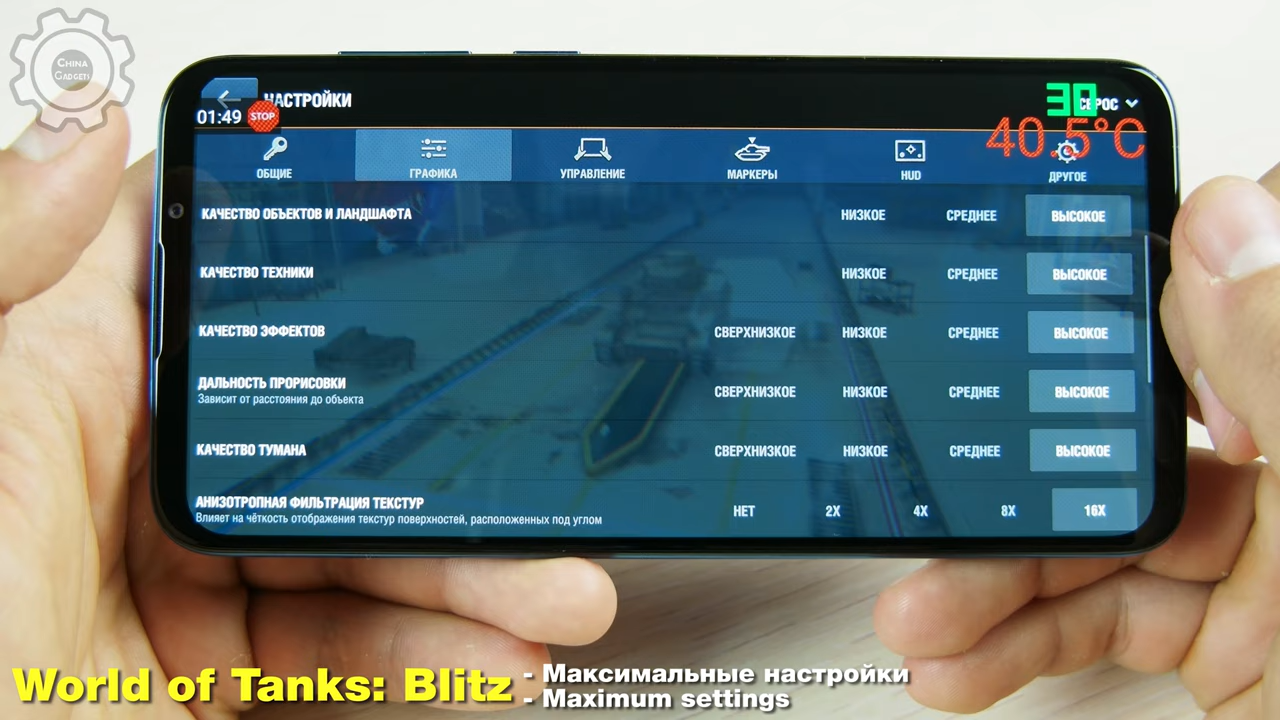 CHINA
GADGETS
НАСТРОЙКИ
30
01:49 STOP
40.5°C
ОБЩИЕ ГРАФИКА УПРАВЛЕНИЕ МАРКЕРЫ HUD ДРУГОЕ
КАЧЕСТВО ОБЪЕКТОВ И ЛАНДШАФТА НИЗКОЕ СРЕДНЕЕ ВЫСОКОЕ
КАЧЕСТВО ТЕХНИКИ НИЗКОЕ СРЕДНЕЕ ВЫСОКОЕ
КАЧЕСТВО ЭФФЕКТОВ СВЕРХНИЗКОЕ НИЗКОЕ СРЕДНЕЕ ВЫСОКОЕ
ДАЛЬНОСТЬ ПРОРИСОВКИ СВЕРХНИЗКОЕ НИЗКОЕ СРЕДНЕЕ ВЫСОКОЕ
Зависит от расстояния до объекта
КАЧЕСТВО ТУМАНА СВЕРХНИЗКОЕ НИЗКОЕ СРЕДНЕЕ ВЫСОКОЕ
АНИЗОТРОПНАЯ ФИЛЬТРАЦИЯ ТЕКСТУР НЕТ 2X 4X 8X 16X
Влияет на чёткость отображения текстур поверхностей, расположенных под углом
World of Tanks: Blitz
- Максимальные настройки
- Maximum settings